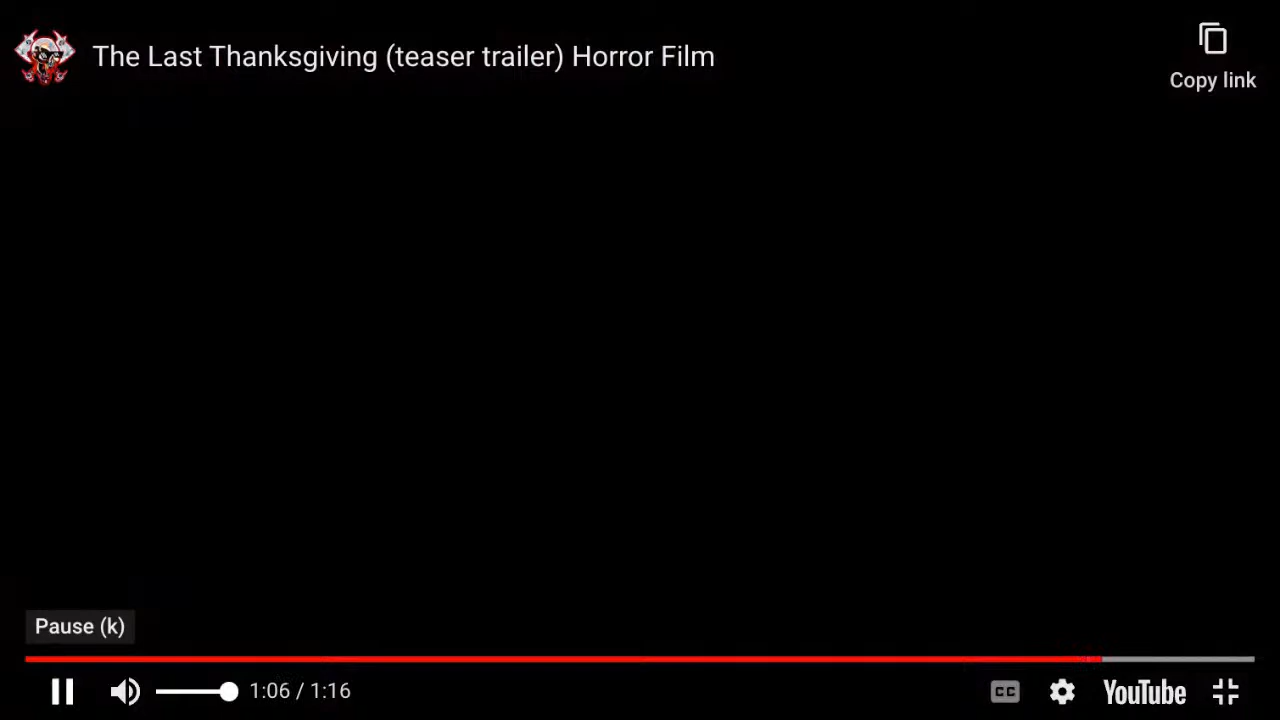 The Last Thanksgiving (teaser trailer) Horror Film
Copy link
Pause (k)
1:06 / 1:16
CC
YouTube